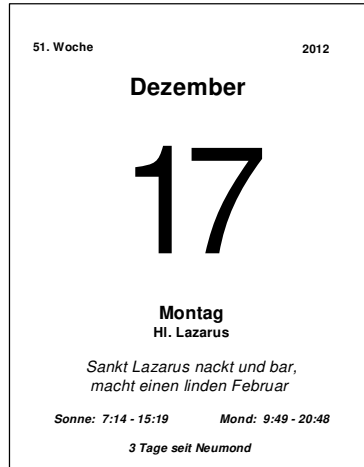 51. Woche 2012
Dezember
17
Montag
Hl. Lazarus
Sankt Lazarus nackt und bar,
macht einen linden Februar
Sonne: 7:14 - 15:19 Mond: 9:49 - 20:48
3 Tage seit Neumond